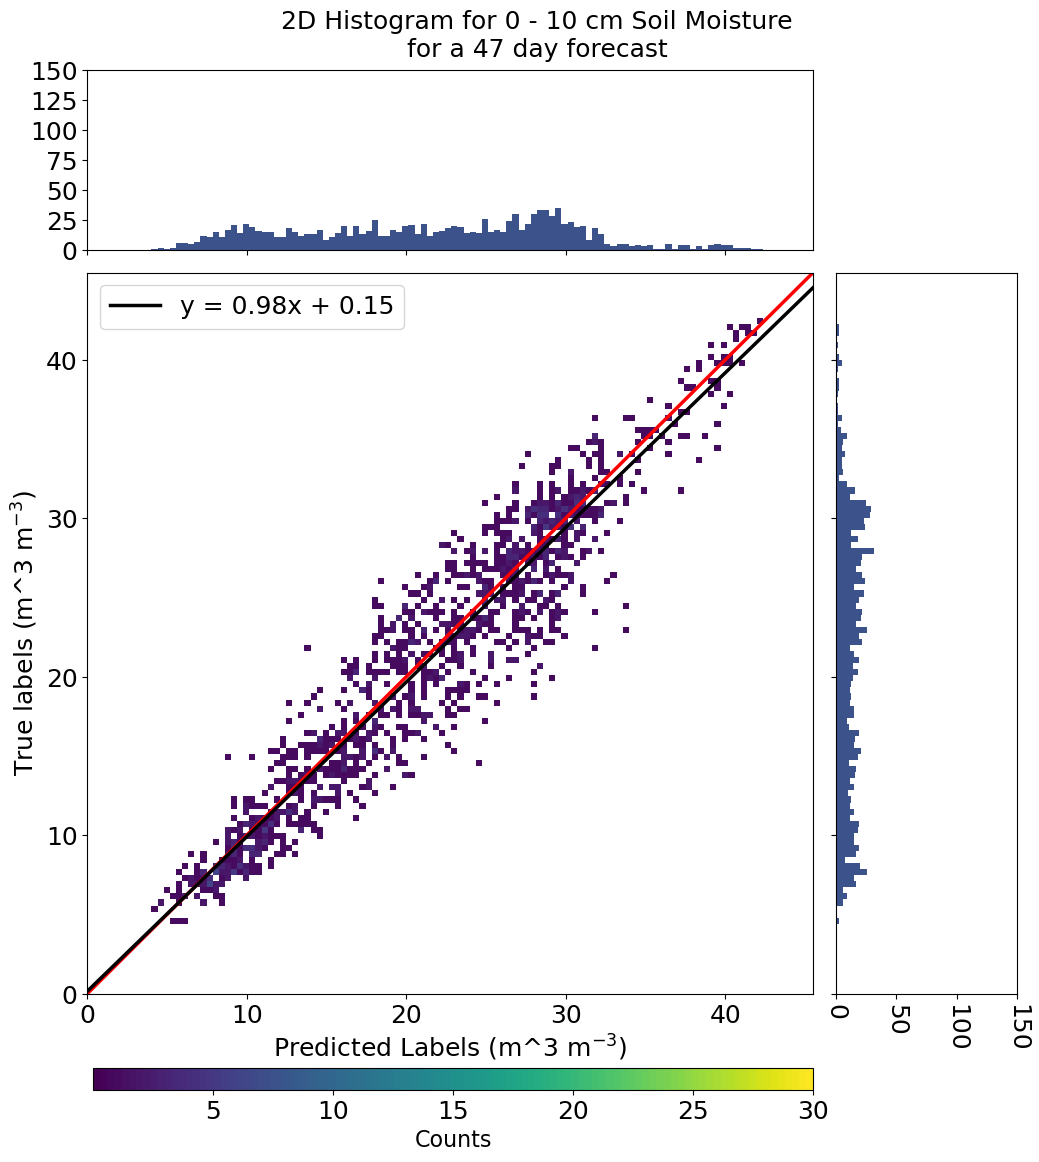 2D Histogram for 0 - 10 cm Soil Moisture
for a 47 day forecast
150
125
100
75
50
25
0
y = 0.98x + 0.15
40
30
20
10
0
True labels (m^3 m⁻³)
0 10 20 30 40
Predicted Labels (m^3 m⁻³)
0 50 100 150
5 10 15 20 25 30
Counts